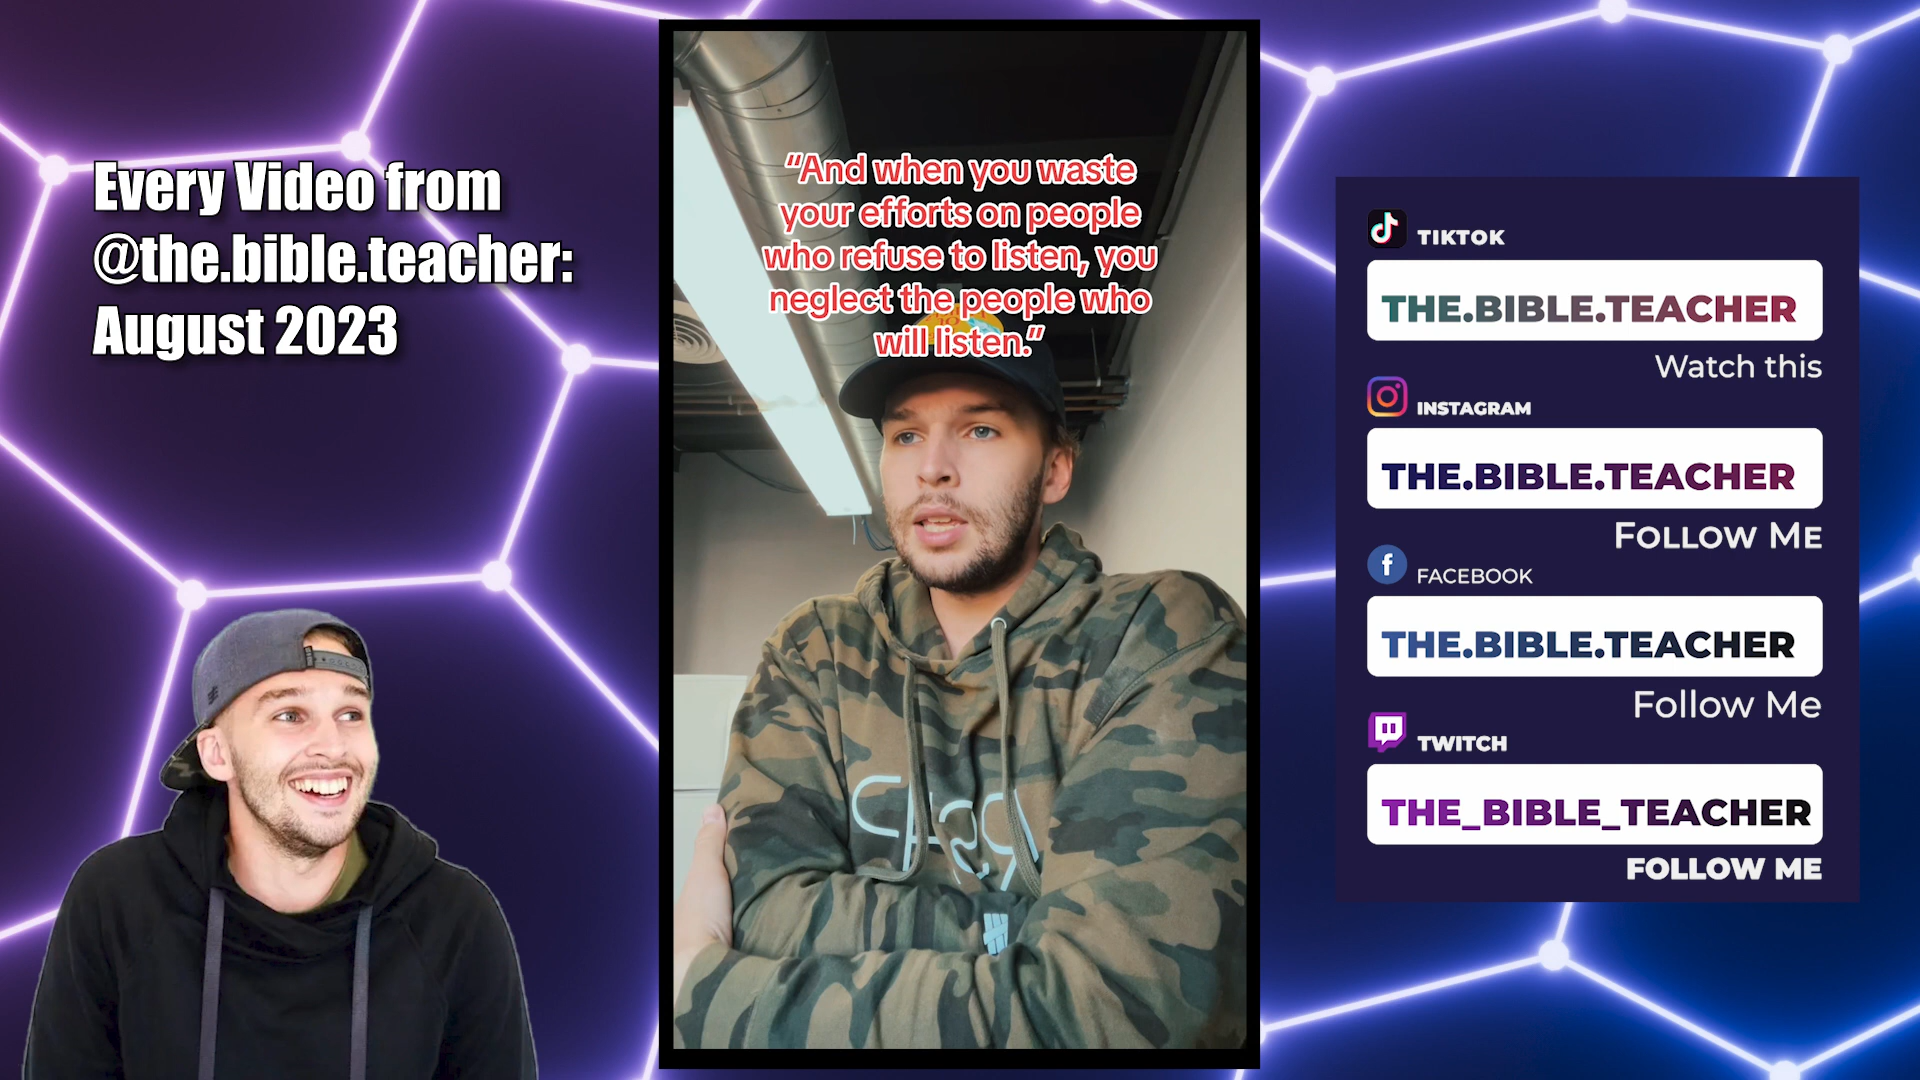 Every Video from
@the.bible.teacher:
August 2023
“And when you waste
your efforts on people
who refuse to listen, you
neglect the people who
will listen.”
TIKTOK
THE.BIBLE.TEACHER
Watch this
INSTAGRAM
THE.BIBLE.TEACHER
FOLLOW ME
FACEBOOK
THE.BIBLE.TEACHER
Follow Me
TWITCH
THE_BIBLE_TEACHER
FOLLOW ME